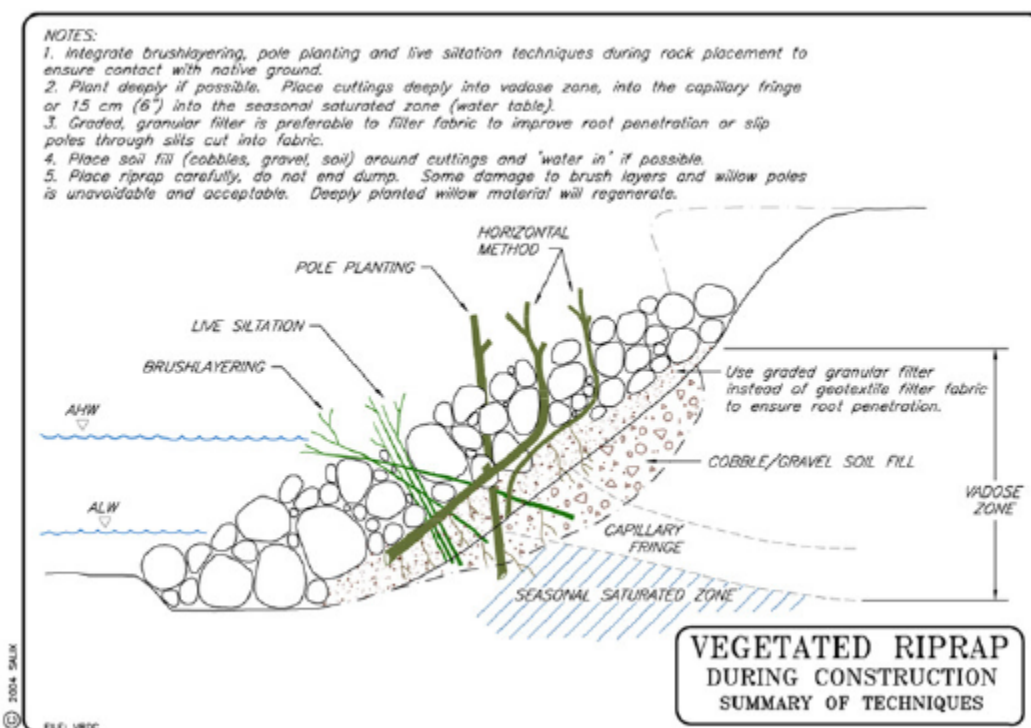 NOTES:
1. Integrate brushlayering, pole planting and live siltation techniques during rock placement to
ensure contact with native ground.
2. Plant deeply if possible. Place cuttings deeply into vadose zone, into the capillary fringe
or 15 cm (6") into the seasonal saturated zone (water table).
3. Graded, granular filter is preferable to filter fabric to improve root penetration or slip
poles through slits cut into fabric.
4. Place soil fill (cobbles, gravel, soil) around cuttings and 'water in' if possible.
5. Place riprap carefully, do not end dump. Some damage to brush layers and willow poles
is unavoidable and acceptable. Deeply planted willow material will regenerate.
HORIZONTAL
METHOD
POLE PLANTING
LIVE SILTATION
BRUSHLAYERING
AHW
ALW
Use graded granular filter
instead of geotextile filter fabric
to ensure root penetration.
COBBLE/GRAVEL SOIL FILL
VADOSE
ZONE
CAPILLARY
FRINGE
SEASONAL SATURATED ZONE
VEGETATED RIPRAP
DURING CONSTRUCTION
SUMMARY OF TECHNIQUES
© 2004 SALIX